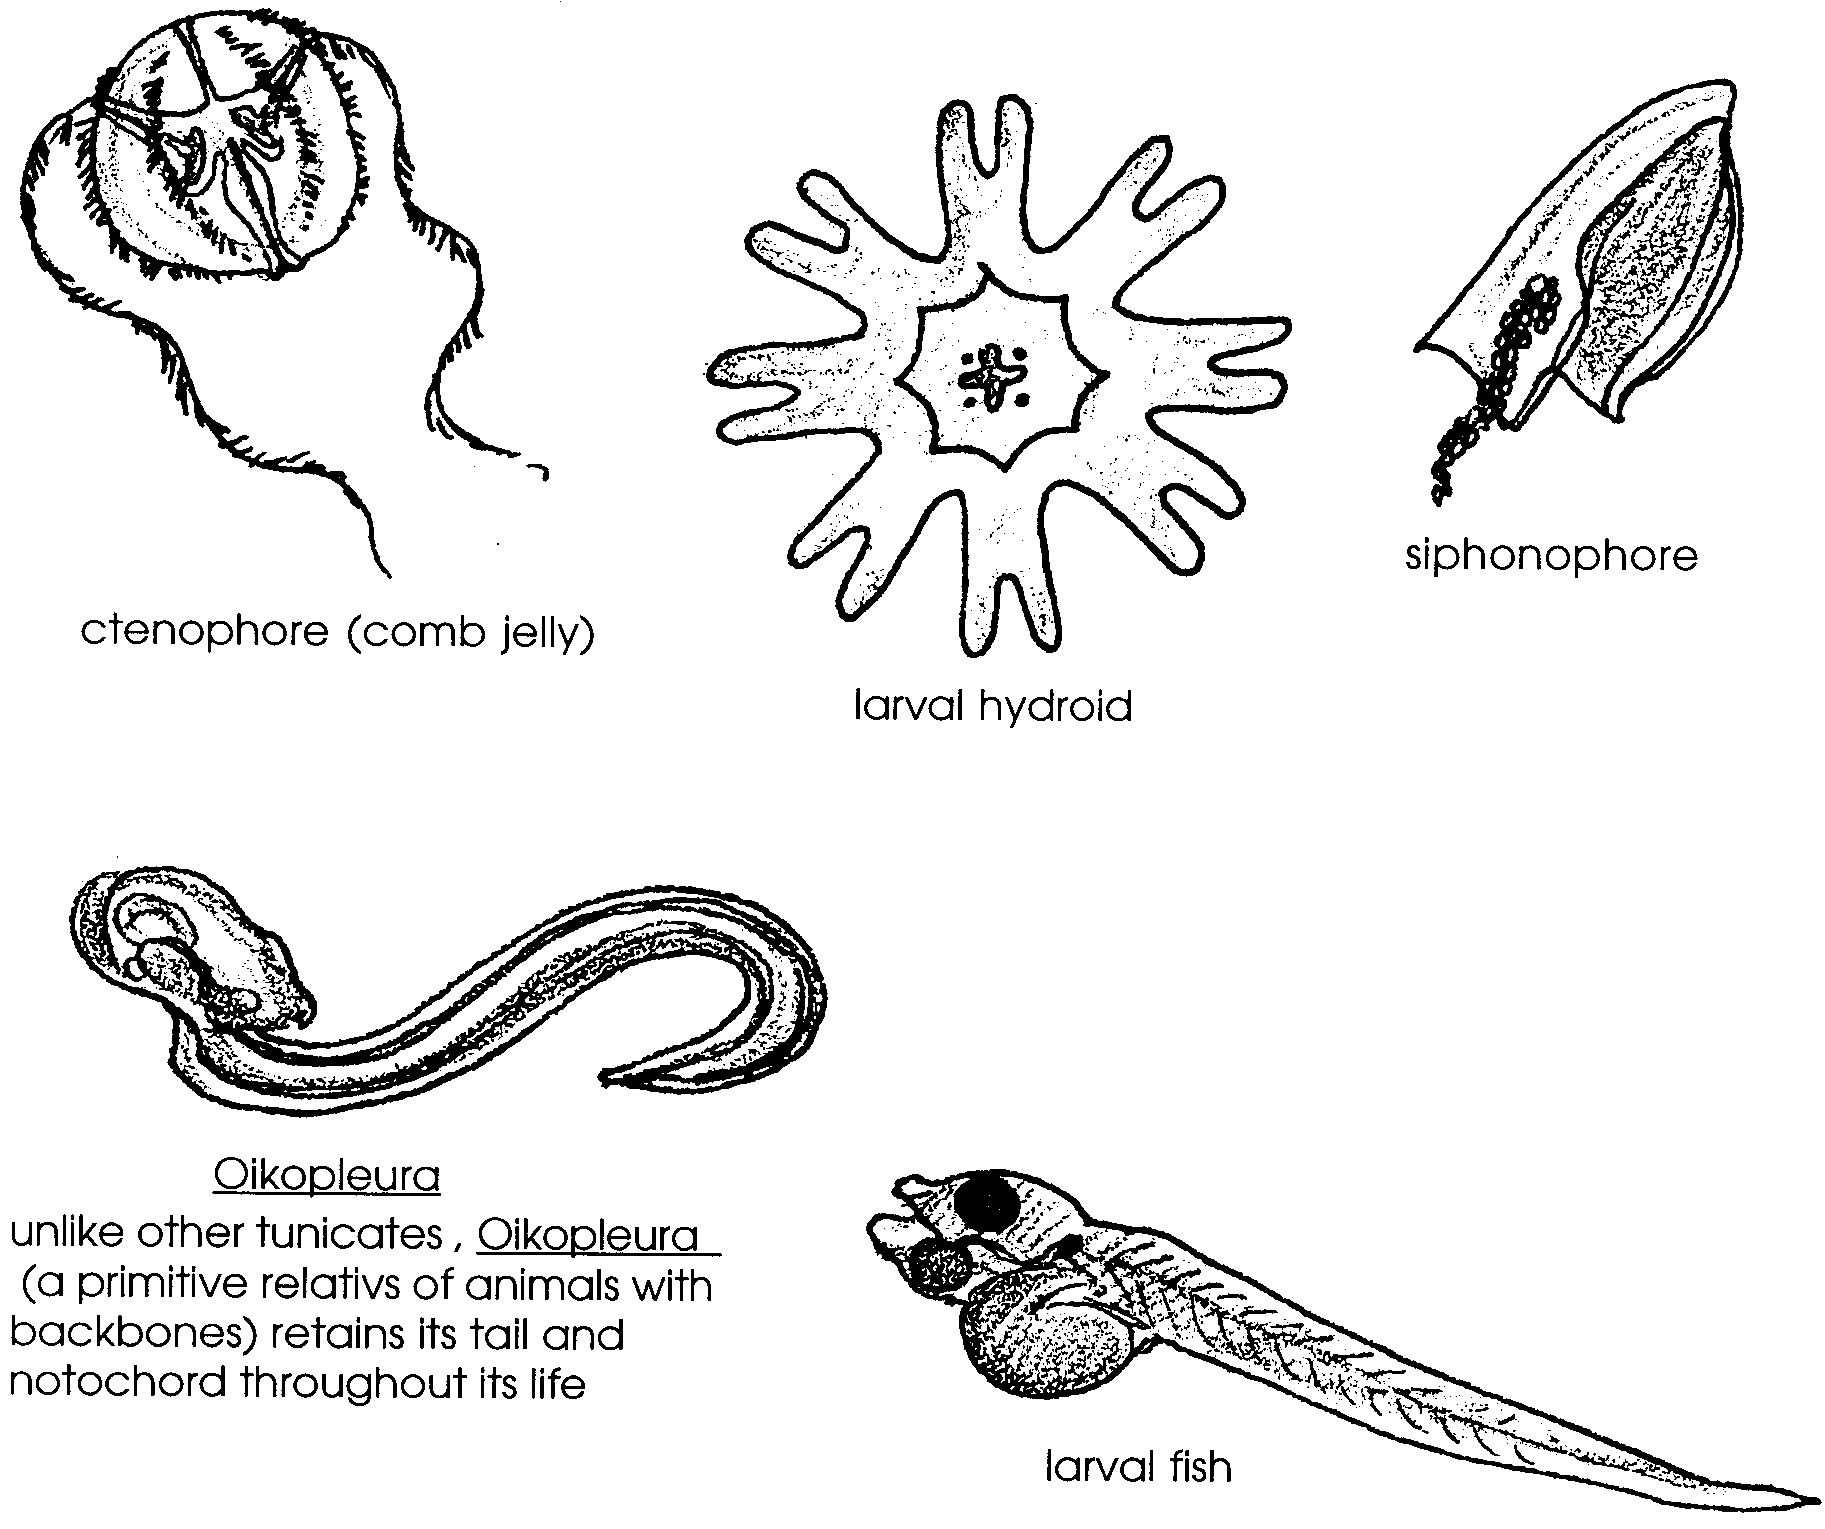 ctenophore (comb jelly)
larval hydroid
siphonophore
Oikopleura
unlike other tunicates, Oikopleura
(a primitive relativs of animals with
backbones) retains its tail and
notochord throughout its life
larval fish